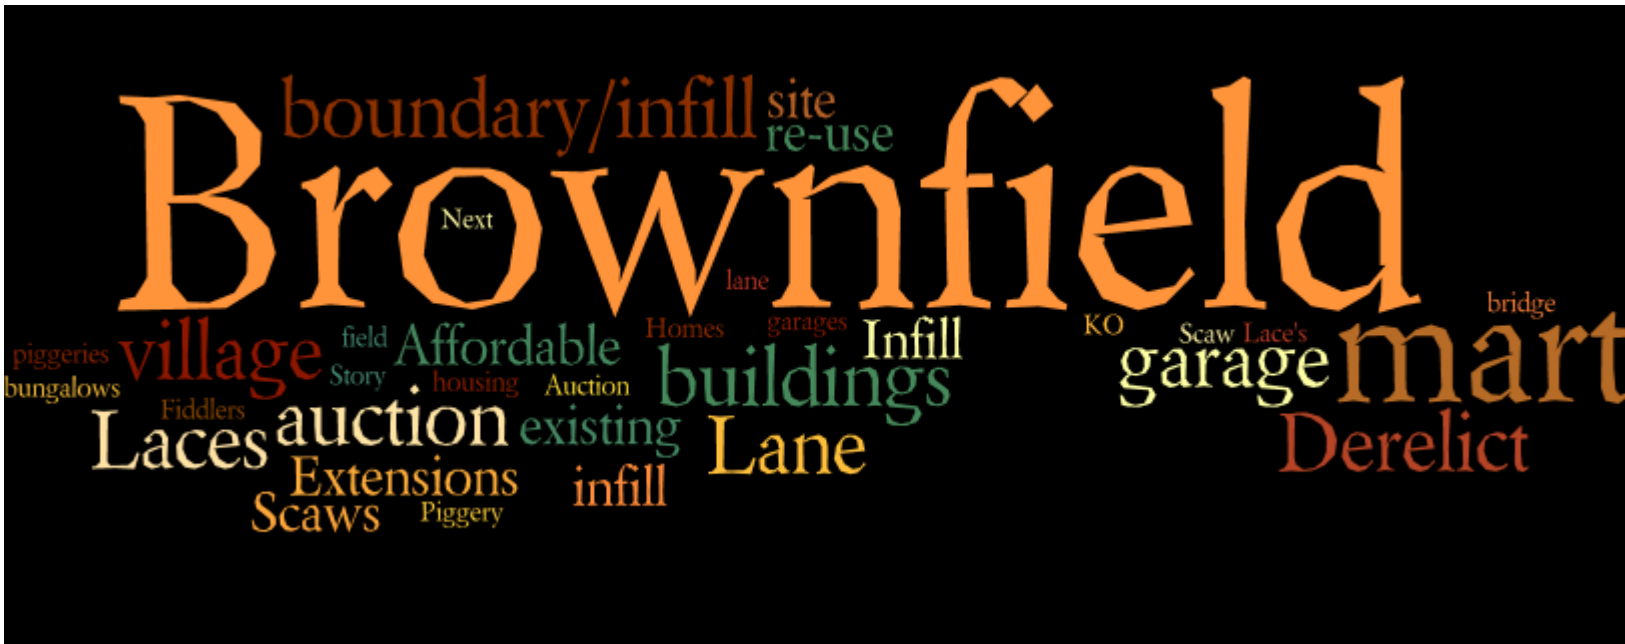 boundary/infill site
re-use
Brownfield
Next
lane
bridge
piggeries village field Affordable Homes garages Infill KO Scaw Lace's mart
bungalows Story housing Auction buildings garage
Fiddlers
Laces auction existing Lane Derelict
Extensions infill
Scaws Piggery